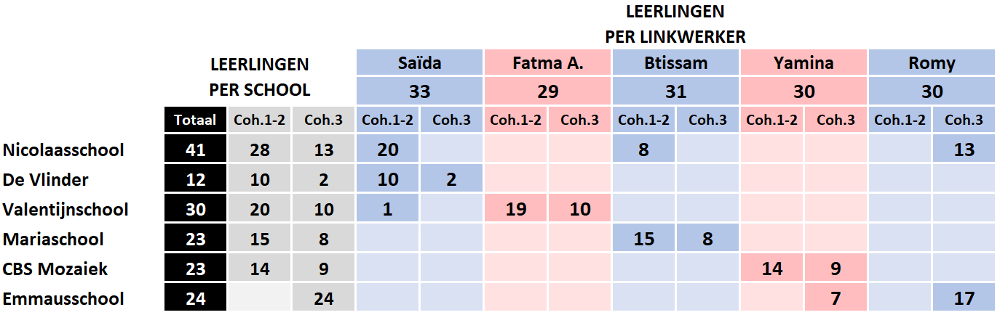 LEERLINGEN
PER LINKWERKER
LEERLINGEN
PER SCHOOL
Saïda Fatma A. Btissam Yamina Romy
33 29 31 30 30
Totaal Coh.1-2 Coh.3 Coh.1-2 Coh.3 Coh.1-2 Coh.3 Coh.1-2 Coh.3 Coh.1-2 Coh.3 Coh.1-2 Coh.3
Nicolaasschool 41 28 13 20 8 13
De Vlinder 12 10 2 10 2
Valentijnschool 30 20 10 1 19 10
Mariaschool 23 15 8 15 8
CBS Mozaiek 23 14 9 14 9
Emmausschool 24 24 7 17